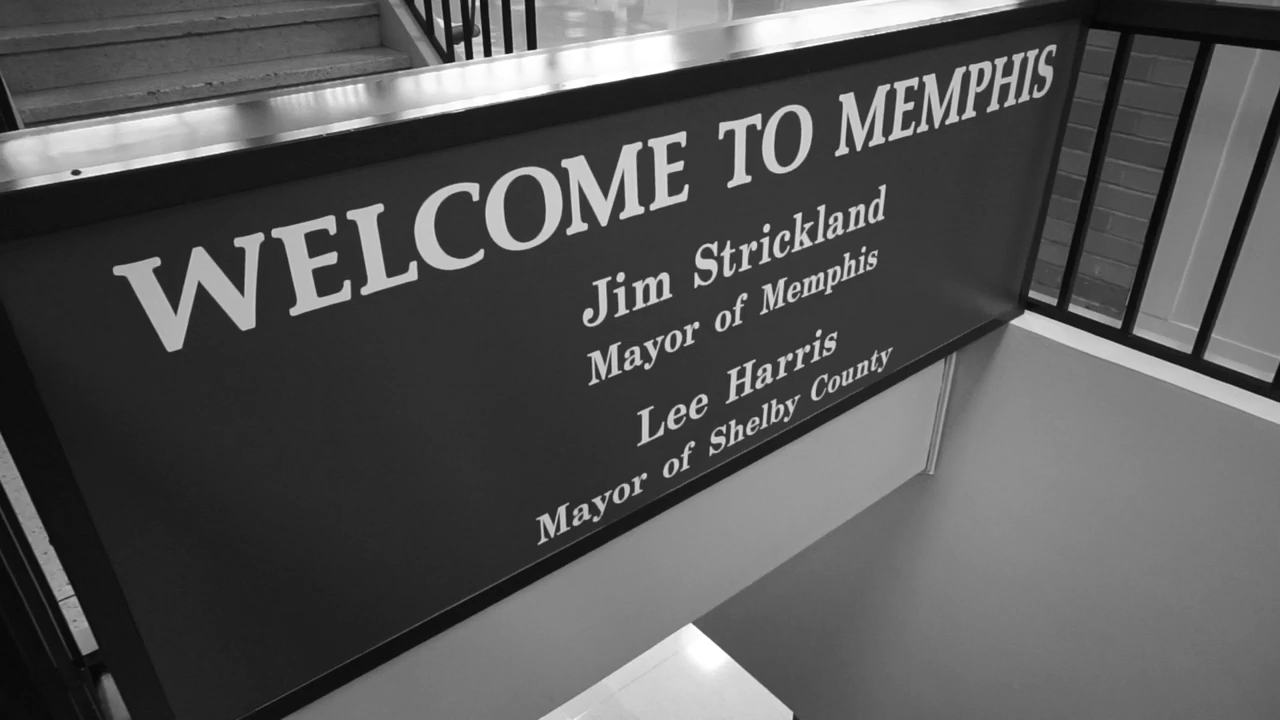 WELCOME TO MEMPHIS
Jim Strickland
Mayor of Memphis
Lee Harris
Mayor of Shelby County